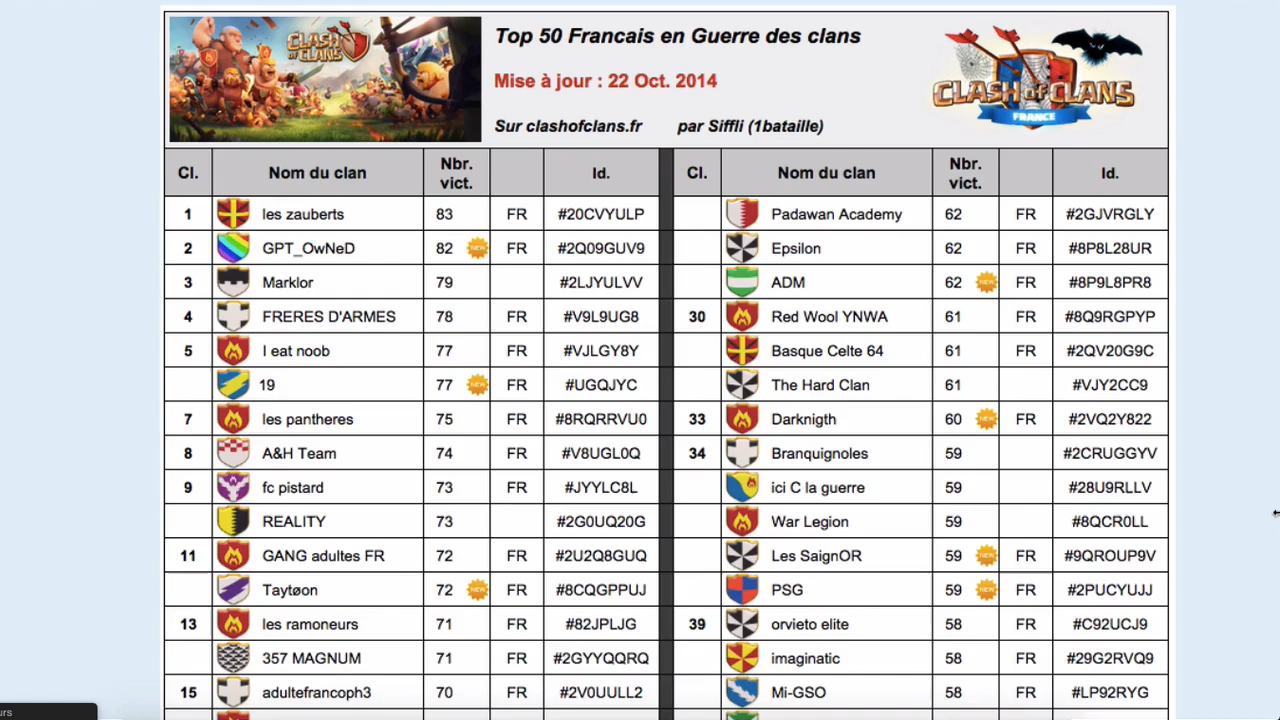 CLASH OF CLANS
Top 50 Francais en Guerre des clans
Mise à jour : 22 Oct. 2014
Sur clashofclans.fr par Siffli (1bataille)
CLASH of CLANS
FRANCE
Cl. Nom du clan Nbr. vict. Id. Cl. Nom du clan Nbr. vict. Id.
1 les zauberts 83 FR #20CVYULP Padawan Academy 62 FR #2GJVRGLY
2 GPT_OwNeD 82 NEW FR #2Q09GUV9 Epsilon 62 FR #8P8L28UR
3 Marklor 79 FR #2LJYULVV ADM 62 NEW FR #8P9L8PR8
4 FRERES D'ARMES 78 FR #V9L9UG8 30 Red Wool YNWA 61 FR #8Q9RGPYP
5 I eat noob 77 FR #VJLGY8Y Basque Celte 64 61 FR #2QV20G9C
19 77 NEW FR #UGQJYC The Hard Clan 61 #VJY2CC9
7 les pantheres 75 FR #8RQRRVU0 33 Darknigth 60 NEW FR #2VQ2Y822
8 A&H Team 74 FR #V8UGL0Q 34 Branquignoles 59 #2CRUGGYV
9 fc pistard 73 FR #JYYLC8L ici C la guerre 59 #28U9RLLV
REALITY 73 #2G0UQ20G War Legion 59 #8QCR0LL
11 GANG adultes FR 72 FR #2U2Q8GUQ Les SaignOR 59 NEW FR #9QROUP9V
Taytøon 72 NEW FR #8CQGPPUJ PSG 59 NEW FR #2PUCYUJJ
13 les ramoneurs 71 FR #82JPLJG 39 orvieto elite 58 FR #C92UCJ9
357 MAGNUM 71 FR #2GYYQQRQ imaginatic 58 FR #29G2RVQ9
15 adultefrancoph3 70 FR #2V0UULL2 Mi-GSO 58 FR #LP92RYG
urs